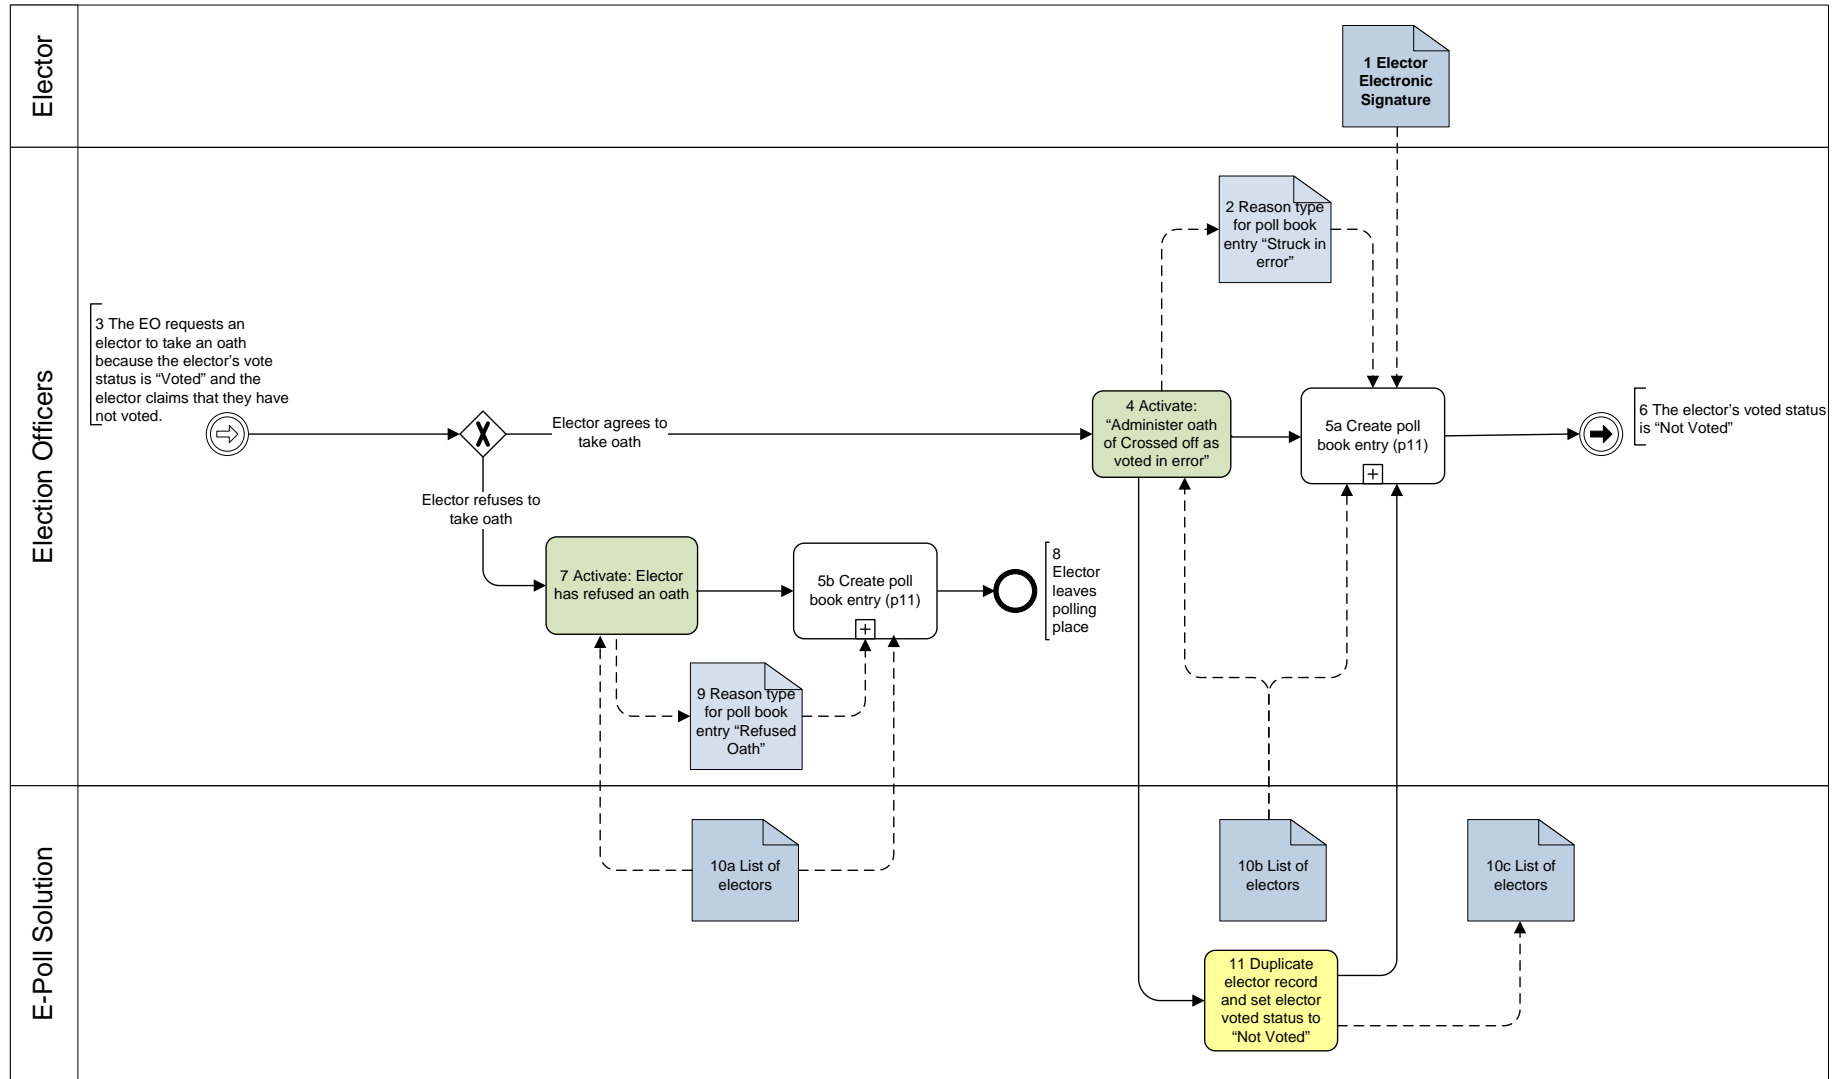 Elector
1 Elector
Electronic
Signature
Election Officers
2 Reason type
for poll book
entry “Struck in
error”
3 The EO requests an
elector to take an oath
because the elector’s vote
status is “Voted” and the
elector claims that they have
not voted.
Elector agrees to
take oath
4 Activate:
“Administer oath
of Crossed off as
voted in error”
5a Create poll
book entry (p11)
6 The elector’s voted status
is “Not Voted”
Elector refuses to
take oath
7 Activate: Elector
has refused an oath
5b Create poll
book entry (p11)
8
Elector
leaves
polling
place
9 Reason type
for poll book
entry “Refused
Oath”
E-Poll Solution
10a List of
electors
10b List of
electors
10c List of
electors
11 Duplicate
elector record
and set elector
voted status to
“Not Voted”